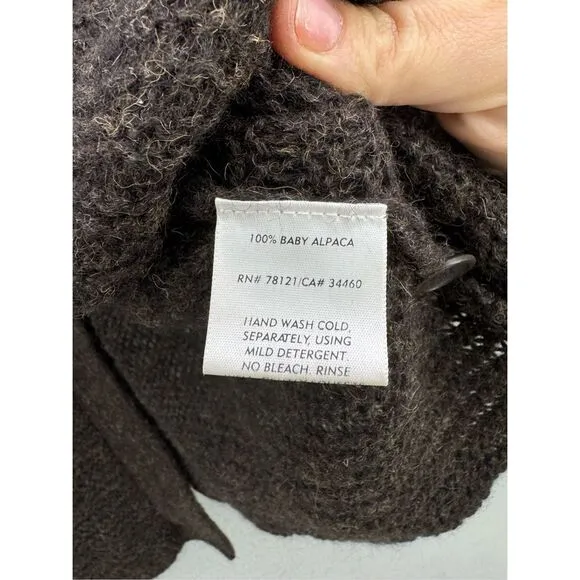 100% BABY ALPACA
RN# 78121/CA# 34460
HAND WASH COLD,
SEPARATELY, USING
MILD DETERGENT.
NO BLEACH. RINSE